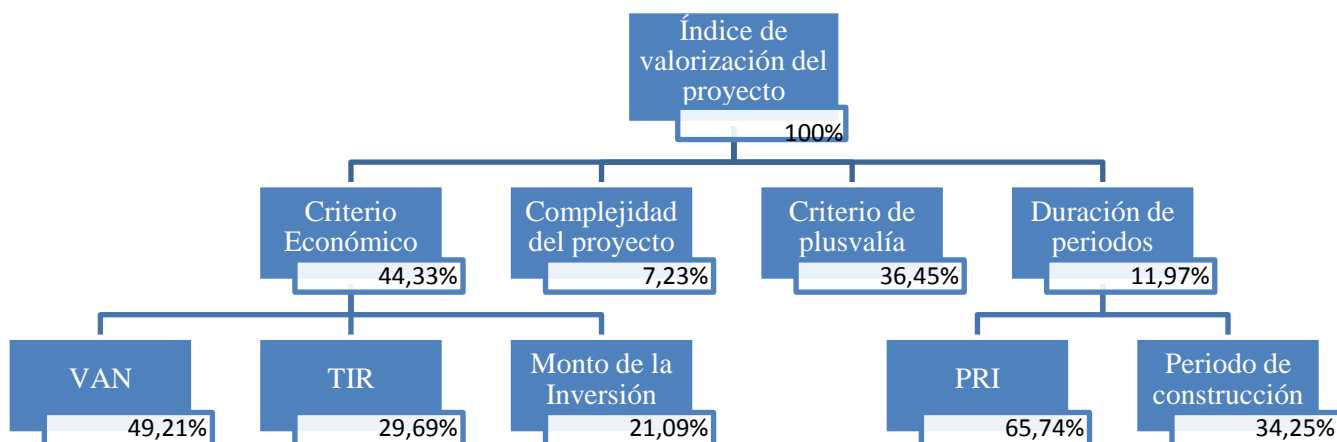 Índice de
valorización del
proyecto
100%
Criterio
Económico
44,33%
Complejidad
del proyecto
7,23%
Criterio de
plusvalía
36,45%
Duración de
periodos
11,97%
VAN
49,21%
TIR
29,69%
Monto de la
Inversión
21,09%
PRI
65,74%
Periodo de
construcción
34,25%